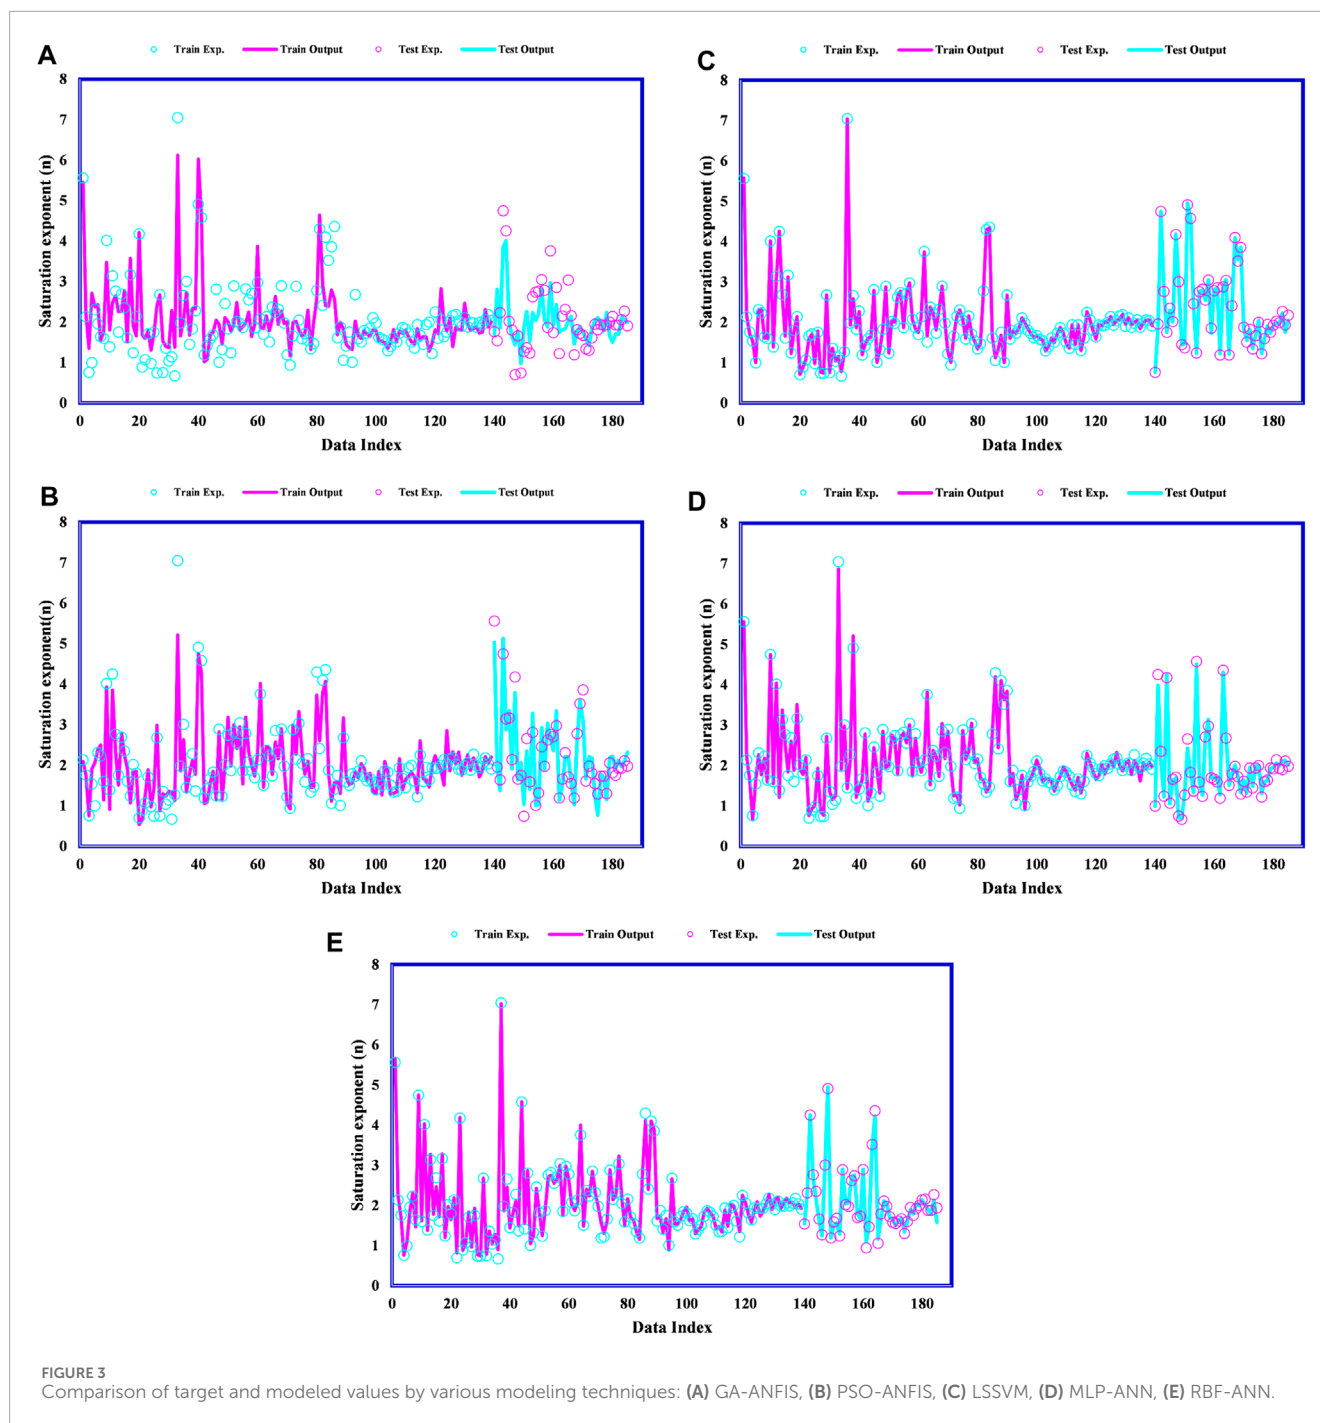 A
Train Exp. Train Output Test Exp. Test Output
8
7
6
5
4
3
2
1
0
Saturation exponent (n)
0 20 40 60 80 100 120 140 160 180
Data Index
C
Train Exp. Train Output Test Exp. Test Output
8
7
6
5
4
3
2
1
0
Saturation exponent (n)
0 20 40 60 80 100 120 140 160 180
Data Index
B
Train Exp. Train Output Test Exp. Test Output
8
7
6
5
4
3
2
1
0
Saturation exponent(n)
0 20 40 60 80 100 120 140 160 180
Data Index
D
Train Exp. Train Output Test Exp. Test Output
8
7
6
5
4
3
2
1
0
Saturation exponent (n)
0 20 40 60 80 100 120 140 160 180
Data Index
E
Train Exp. Train Output Test Exp. Test Output
8
7
6
5
4
3
2
1
0
Saturation exponent (n)
0 20 40 60 80 100 120 140 160 180
Data Index
FIGURE 3
Comparison of target and modeled values by various modeling techniques: (A) GA-ANFIS, (B) PSO-ANFIS, (C) LSSVM, (D) MLP-ANN, (E) RBF-ANN.